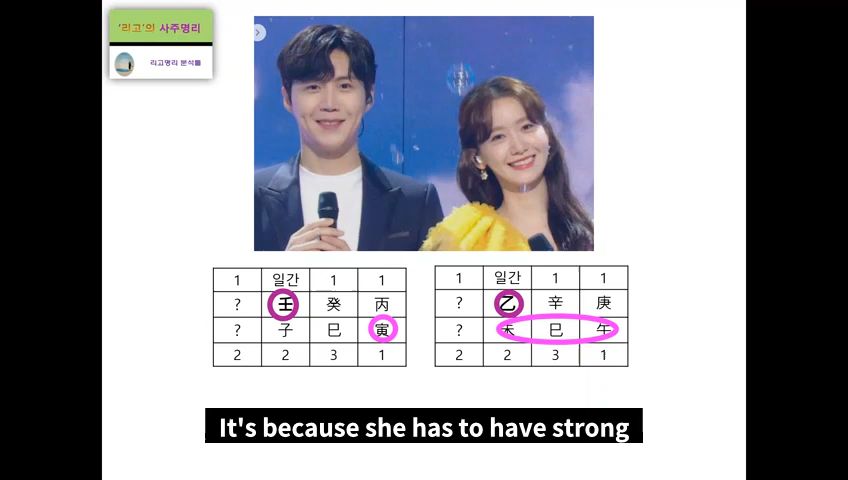 '리고'의 사주명리
리고명리 분석틀
1 일간 1 1
? 壬 癸 丙
? 子 巳 寅
2 2 3 1
1 일간 1 1
? 乙 辛 庚
? 未 巳 午
2 2 3 1
It's because she has to have strong